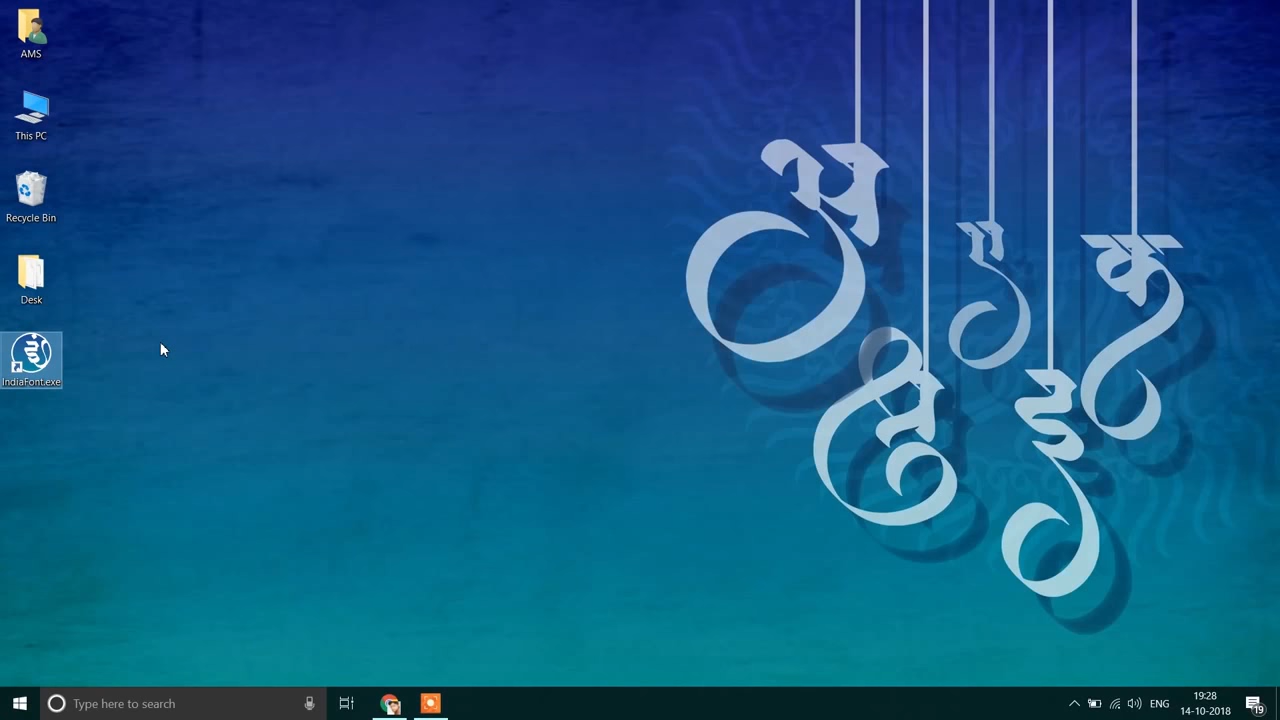 AMS
This PC
Recycle Bin
Desk
IndiaFont.exe
अ
ए
क
इ
Type here to search
ENG
19:28
14-10-2018
19